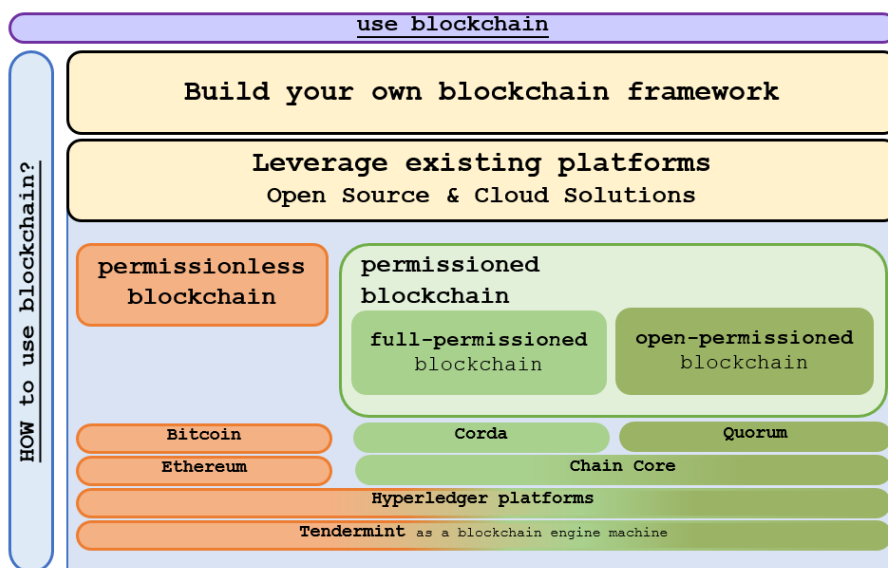 use blockchain
HOW to use blockchain?
Build your own blockchain framework
Leverage existing platforms
Open Source & Cloud Solutions
permissionless
blockchain
permissioned
blockchain
full-permissioned
blockchain
open-permissioned
blockchain
Bitcoin
Corda
Quorum
Ethereum
Chain Core
Hyperledger platforms
Tendermint as a blockchain engine machine